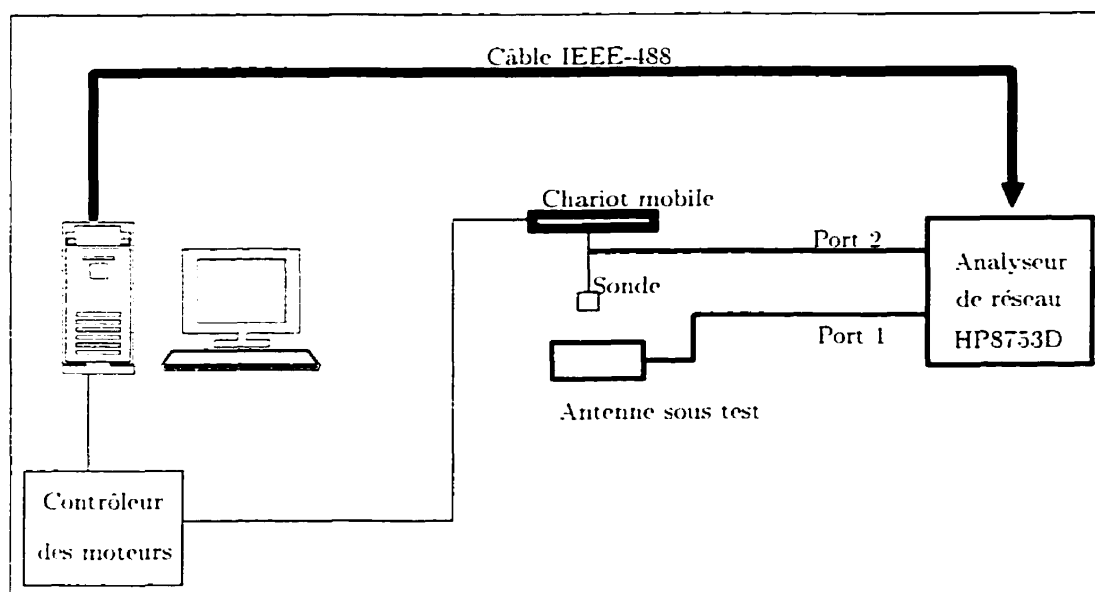 Câble IEEE-488
Chariot mobile
Port 2
Sonde
Analyseur
de réseau
HP8753D
Port 1
Antenne sous test
Contrôleur
des moteurs